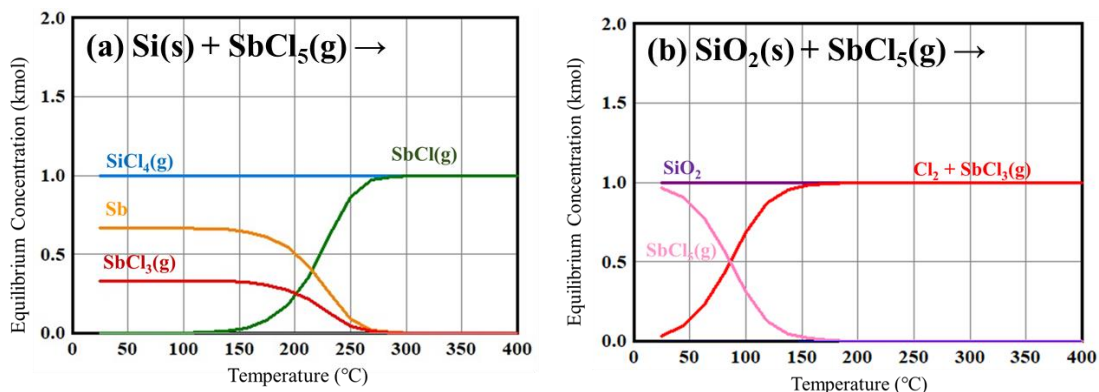 (a) Si(s) + SbCl₅(g) →
Equilibrium Concentration (kmol)
2.0
1.5
1.0
0.5
0.0
SiCl₄(g)
SbCl(g)
Sb
SbCl₃(g)
0 50 100 150 200 250 300 350 400
Temperature (°C)
(b) SiO₂(s) + SbCl₅(g) →
Equilibrium Concentration (kmol)
2.0
1.5
1.0
0.5
0.0
SiO₂
Cl₂ + SbCl₃(g)
SbCl₅(g)
0 50 100 150 200 250 300 350 400
Temperature (°C)